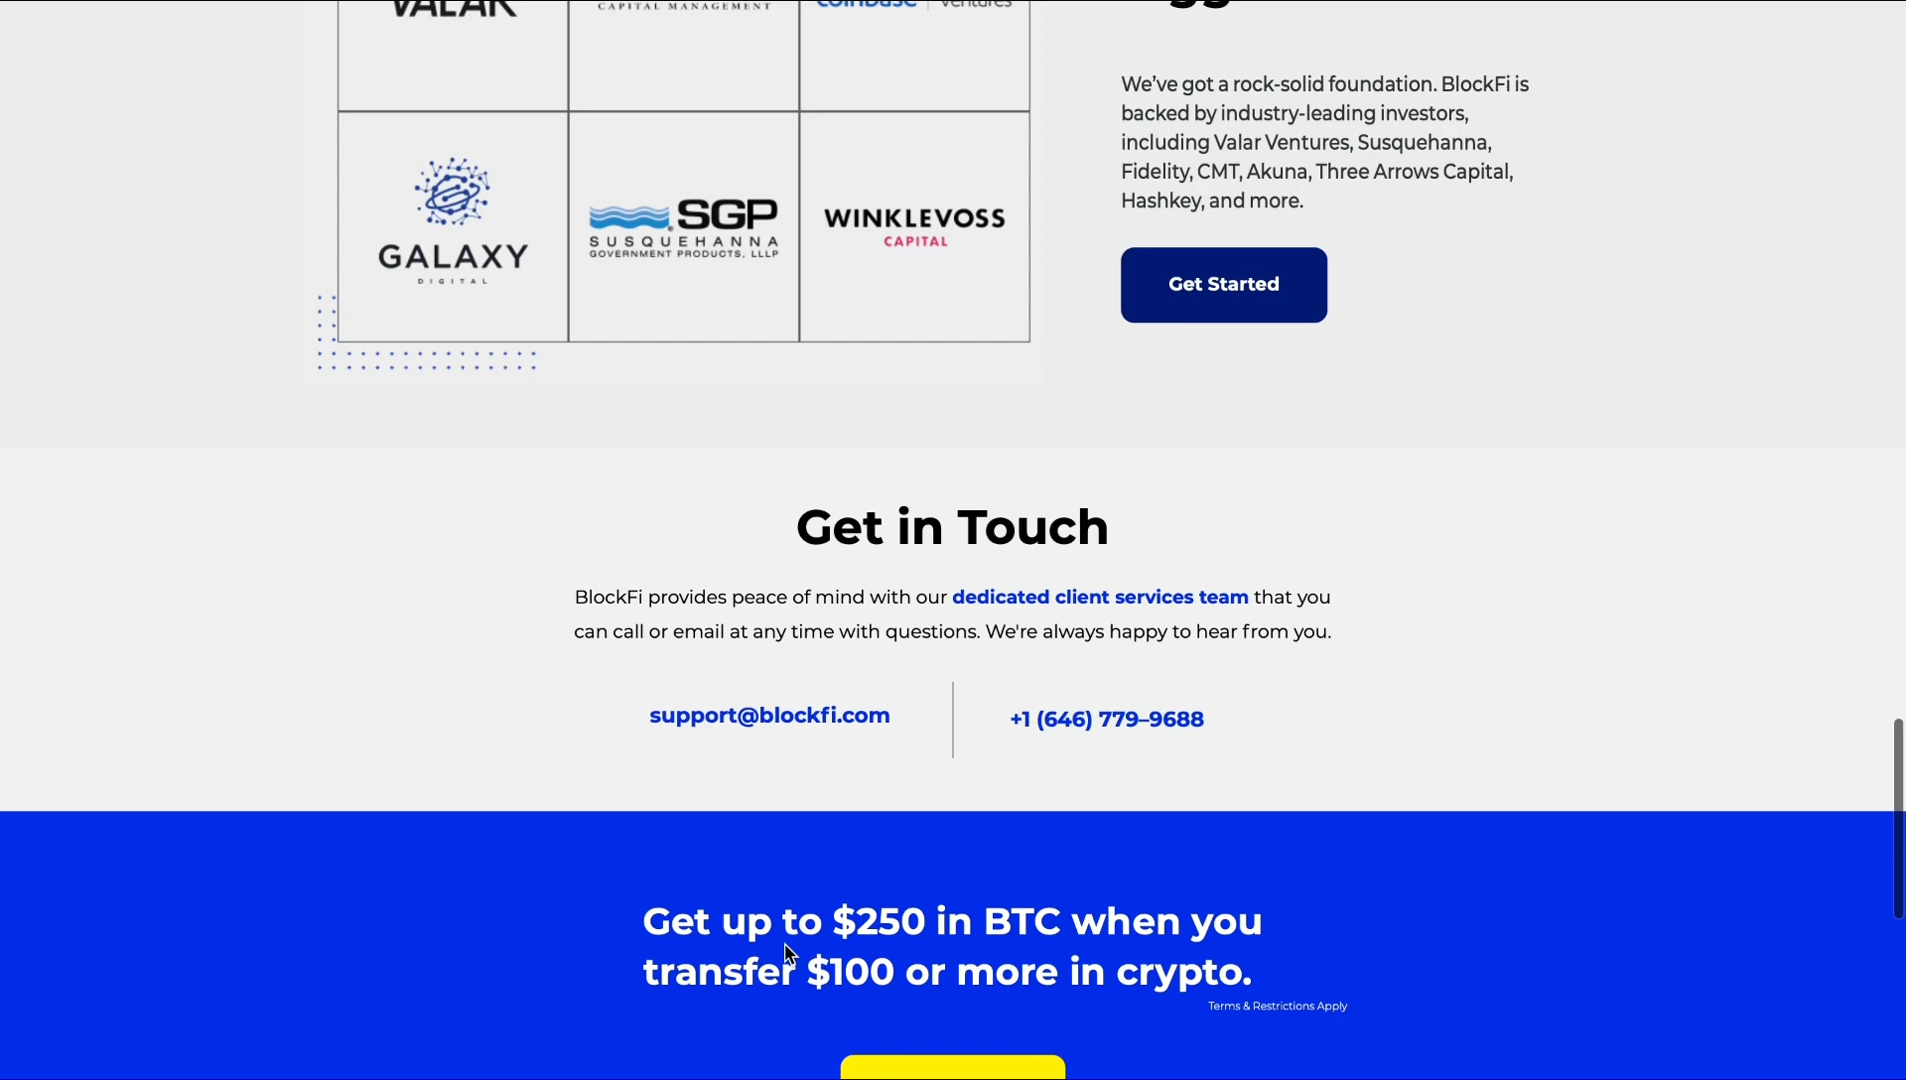 VALAR
CAPITAL MANAGEMENT
coinbase | ventures
We’ve got a rock-solid foundation. BlockFi is
backed by industry-leading investors,
including Valar Ventures, Susquehanna,
Fidelity, CMT, Akuna, Three Arrows Capital,
Hashkey, and more.
GALAXY
DIGITAL
SGP
SUSQUEHANNA
GOVERNMENT PRODUCTS, LLLP
WINKLEVOSS
CAPITAL
Get Started
Get in Touch
BlockFi provides peace of mind with our dedicated client services team that you
can call or email at any time with questions. We're always happy to hear from you.
support@blockfi.com
+1 (646) 779–9688
Get up to $250 in BTC when you
transfer $100 or more in crypto.
Terms & Restrictions Apply